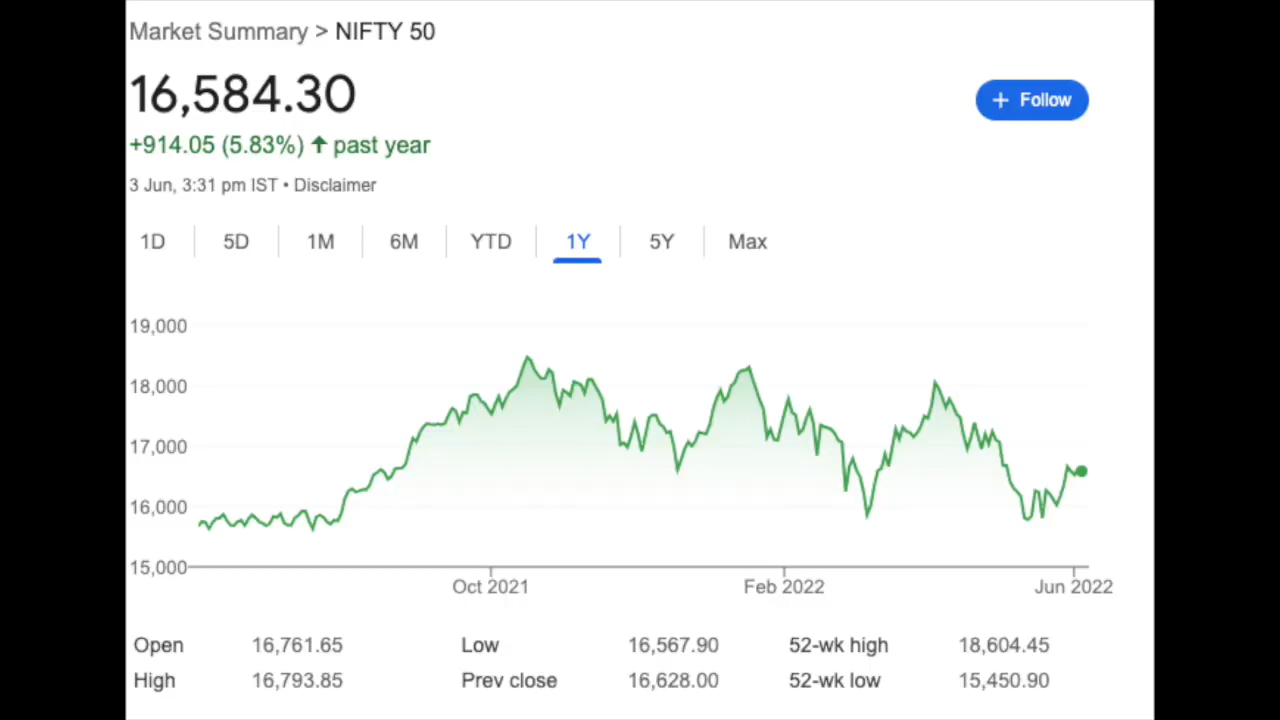 Market Summary > NIFTY 50
16,584.30
+ Follow
+914.05 (5.83%) ↑ past year
3 Jun, 3:31 pm IST • Disclaimer
1D 5D 1M 6M YTD 1Y 5Y Max
19,000
18,000
17,000
16,000
15,000
Oct 2021 Feb 2022 Jun 2022
Open 16,761.65 Low 16,567.90 52-wk high 18,604.45
High 16,793.85 Prev close 16,628.00 52-wk low 15,450.90